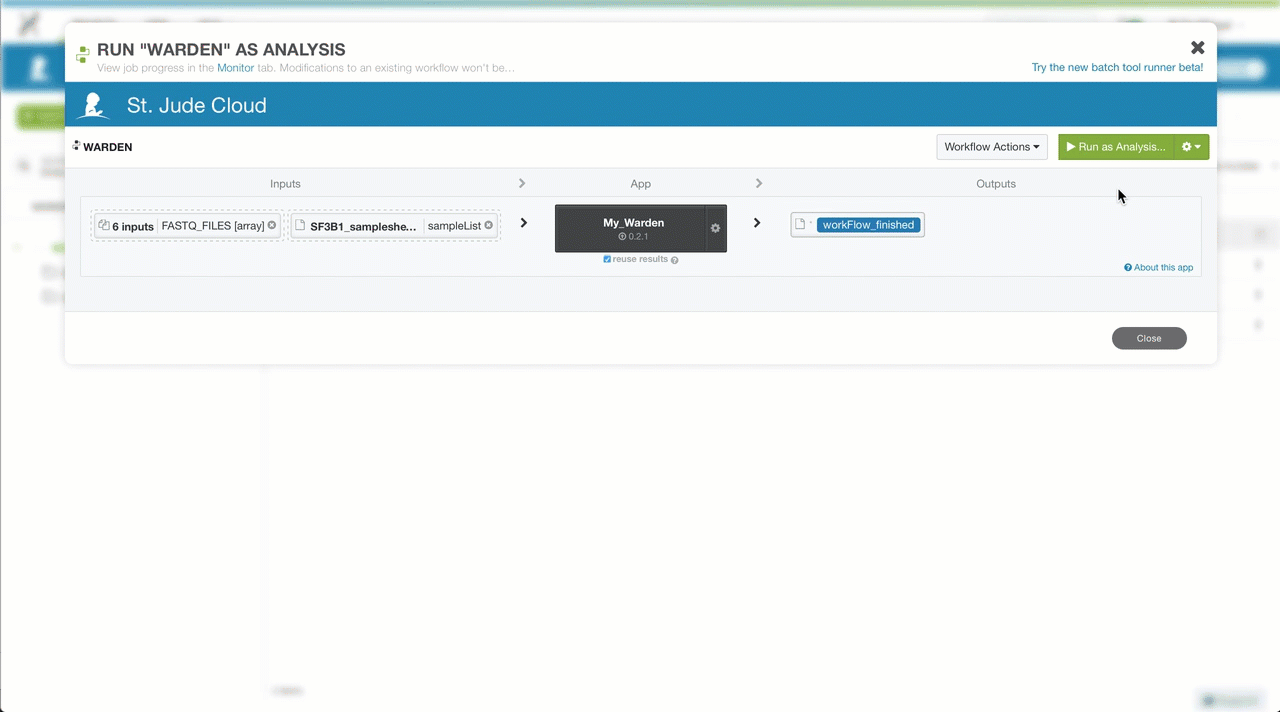 RUN "WARDEN" AS ANALYSIS
View job progress in the Monitor tab. Modifications to an existing workflow won't be…
Try the new batch tool runner beta!
St. Jude Cloud
WARDEN
Workflow Actions
Run as Analysis...
Inputs
App
Outputs
6 inputs FASTQ_FILES [array]
SF3B1_sampleshe... sampleList
My_Warden
0.2.1
reuse results
workFlow_finished
About this app
Close